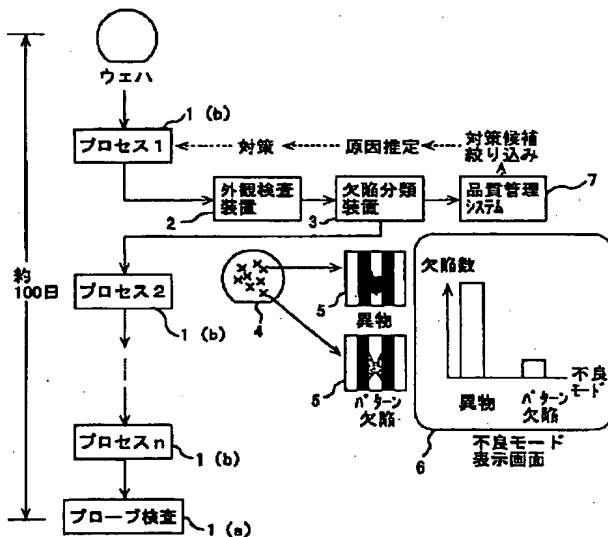 ウェハ
1 (b)
プロセス1
対策
原因推定
対策候補
絞り込み
7
外観検査
装置
2
欠陥分類
装置
3
品質管理
システム
約
100日
プロセス2
1 (b)
4
5
異物
5
パターン
欠陥
欠陥数
不良
モード
異物
パターン
欠陥
6
不良モード
表示画面
プロセスn
1 (b)
プローブ検査
1 (a)